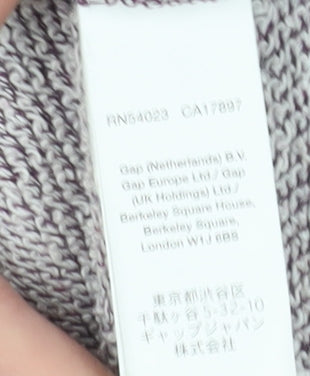 RN54023 CA17897
Gap (Netherlands) B.V.
Gap Europe Ltd / Gap
(UK Holdings) Ltd /
Berkeley Square House,
Berkeley Square,
London W1J 6BS
東京都渋谷区
千駄ヶ谷 5-32-10
ギャップジャパン
株式会社